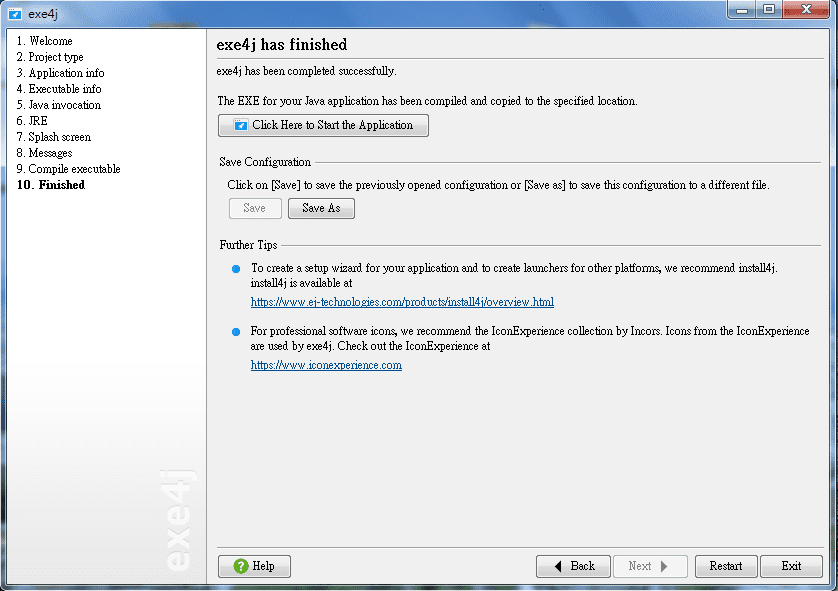 exe4j
1. Welcome
2. Project type
3. Application info
4. Executable info
5. Java invocation
6. JRE
7. Splash screen
8. Messages
9. Compile executable
10. Finished
exe4j
exe4j has finished
exe4j has been completed successfully.
The EXE for your Java application has been compiled and copied to the specified location.
Click Here to Start the Application
Save Configuration
Click on [Save] to save the previously opened configuration or [Save as] to save this configuration to a different file.
Save Save As
Further Tips
To create a setup wizard for your application and to create launchers for other platforms, we recommend install4j.
install4j is available at
https://www.ej-technologies.com/products/install4j/overview.html
For professional software icons, we recommend the IconExperience collection by Incors. Icons from the IconExperience
are used by exe4j. Check out the IconExperience at
https://www.iconexperience.com
Help Back Next Restart Exit